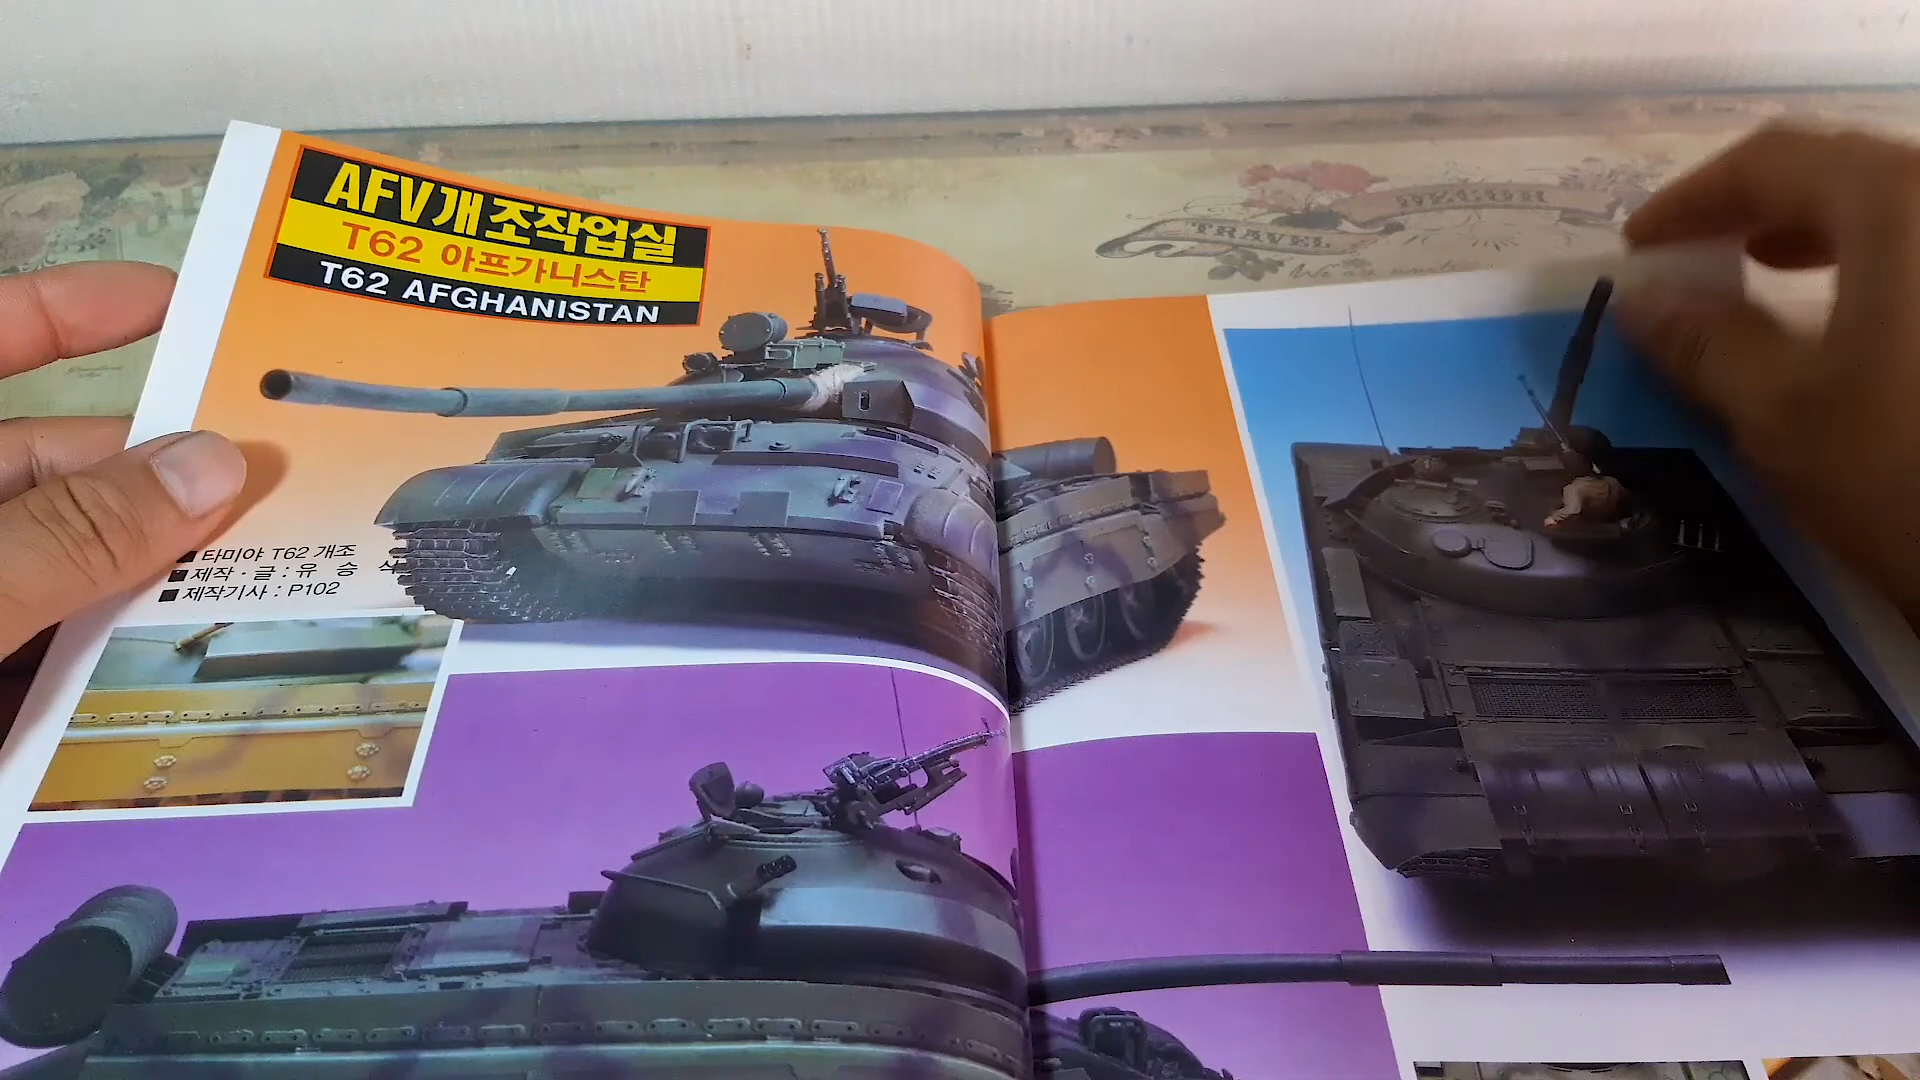 AFV개조작업실
T62 아프가니스탄
T62 AFGHANISTAN
■ 타미야 T62 개조
■ 제작·글 : 유 승 식
■ 제작기사 : P102
TRAVEL